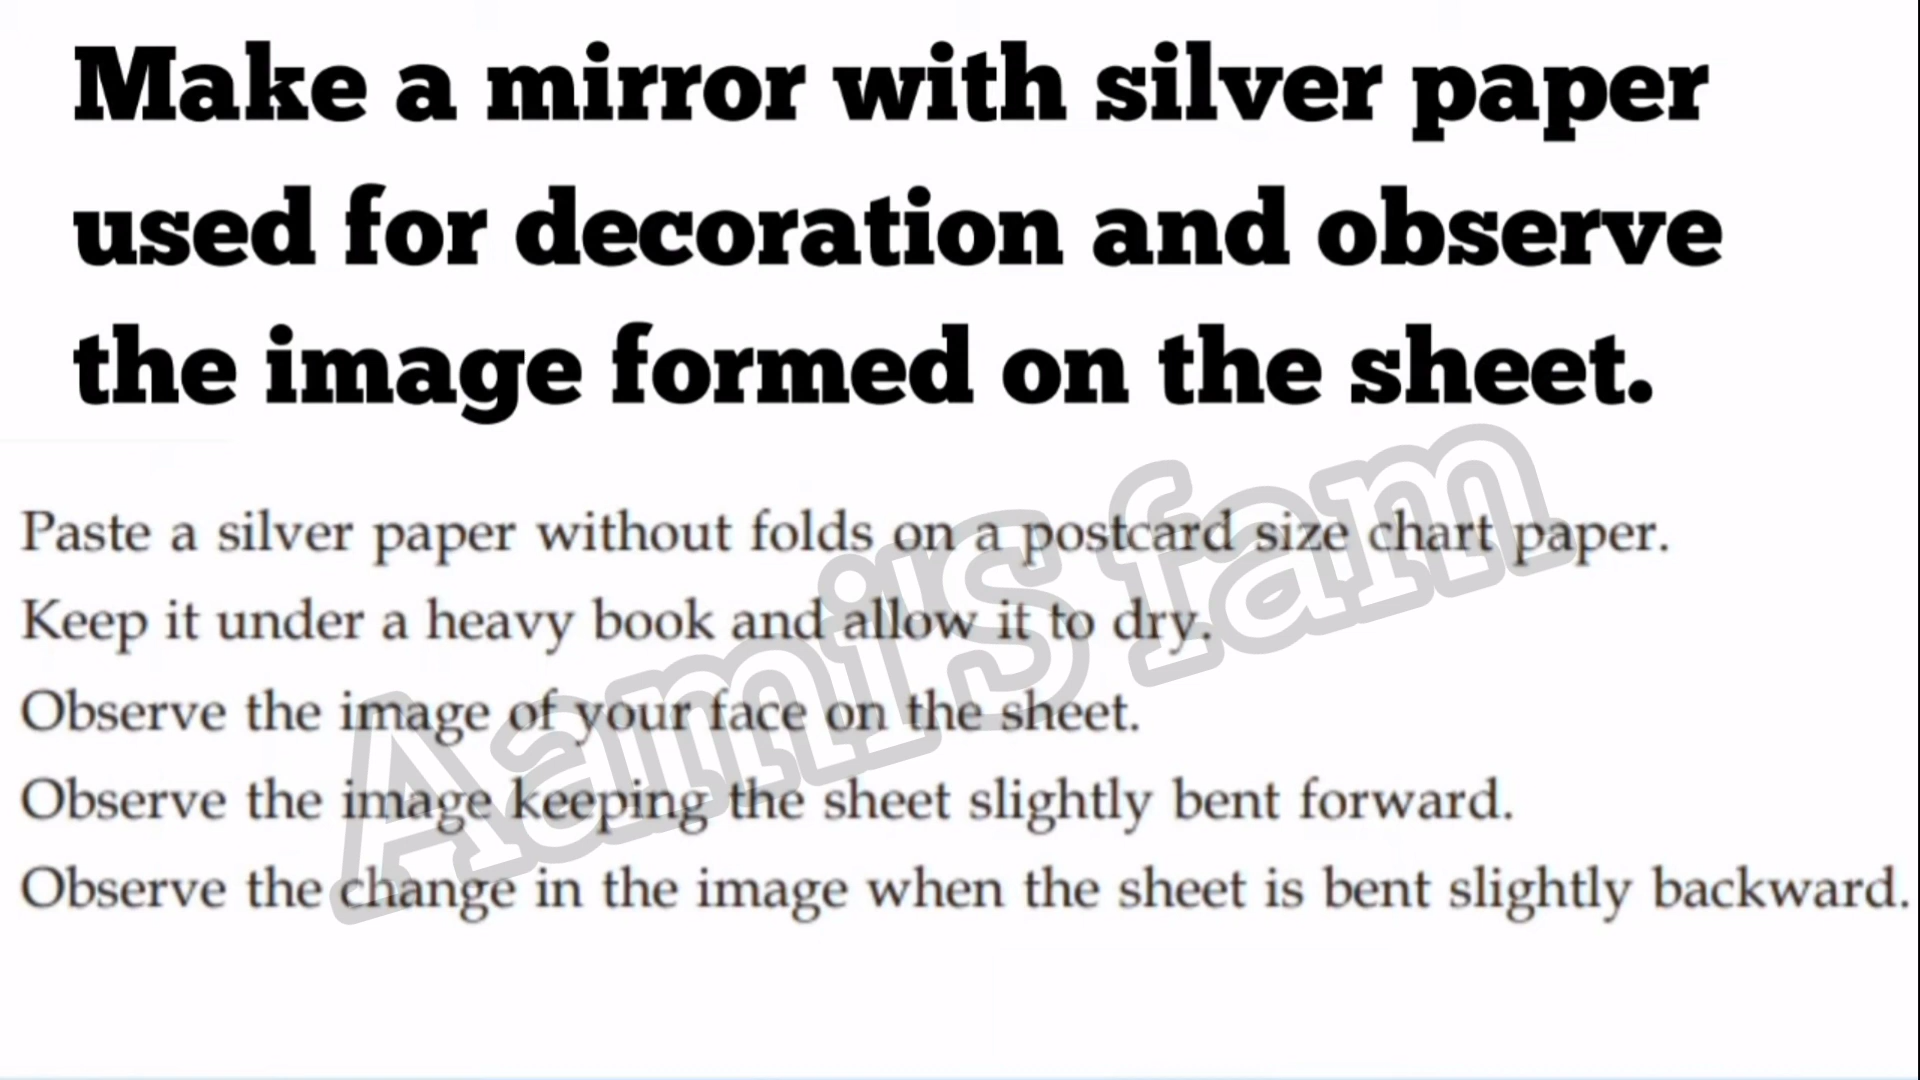 Make a mirror with silver paper
used for decoration and observe
the image formed on the sheet.
Paste a silver paper without folds on a postcard size chart paper.
Keep it under a heavy book and allow it to dry.
Observe the image of your face on the sheet.
Observe the image keeping the sheet slightly bent forward.
Observe the change in the image when the sheet is bent slightly backward.
Aami'S fam